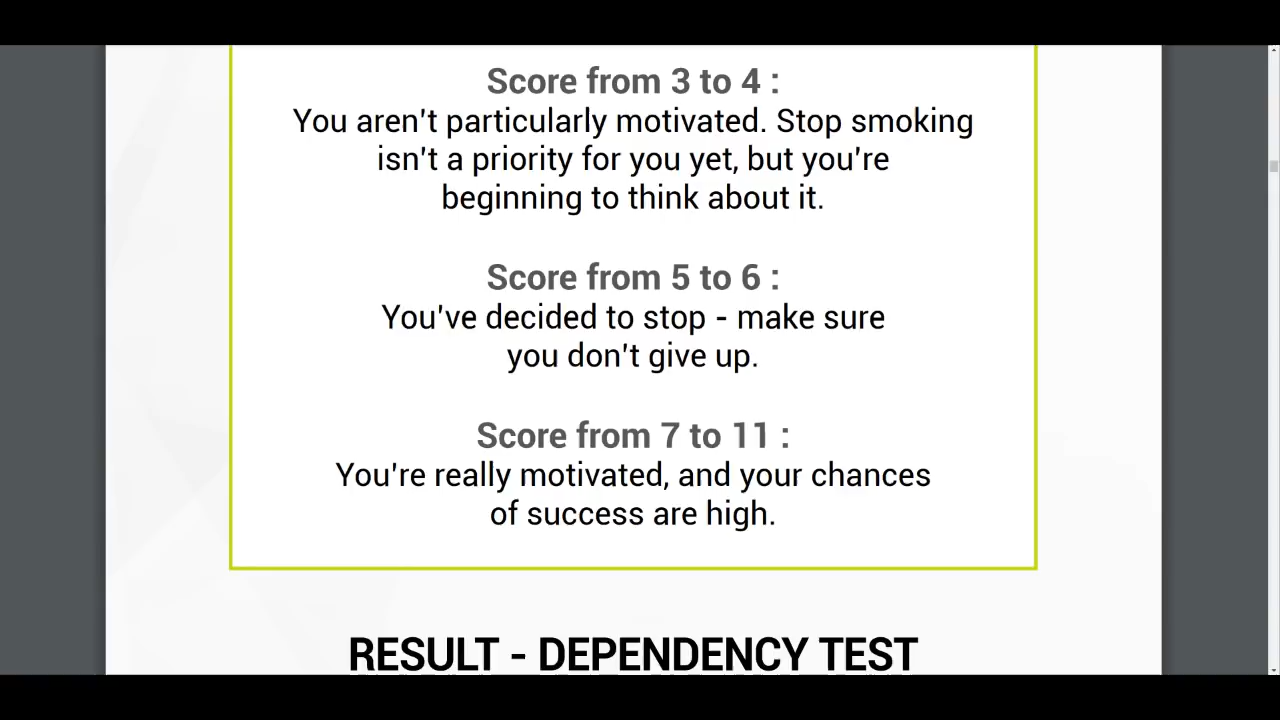 Score from 3 to 4 :
You aren't particularly motivated. Stop smoking
isn't a priority for you yet, but you're
beginning to think about it.
Score from 5 to 6 :
You've decided to stop - make sure
you don't give up.
Score from 7 to 11 :
You're really motivated, and your chances
of success are high.
RESULT - DEPENDENCY TEST